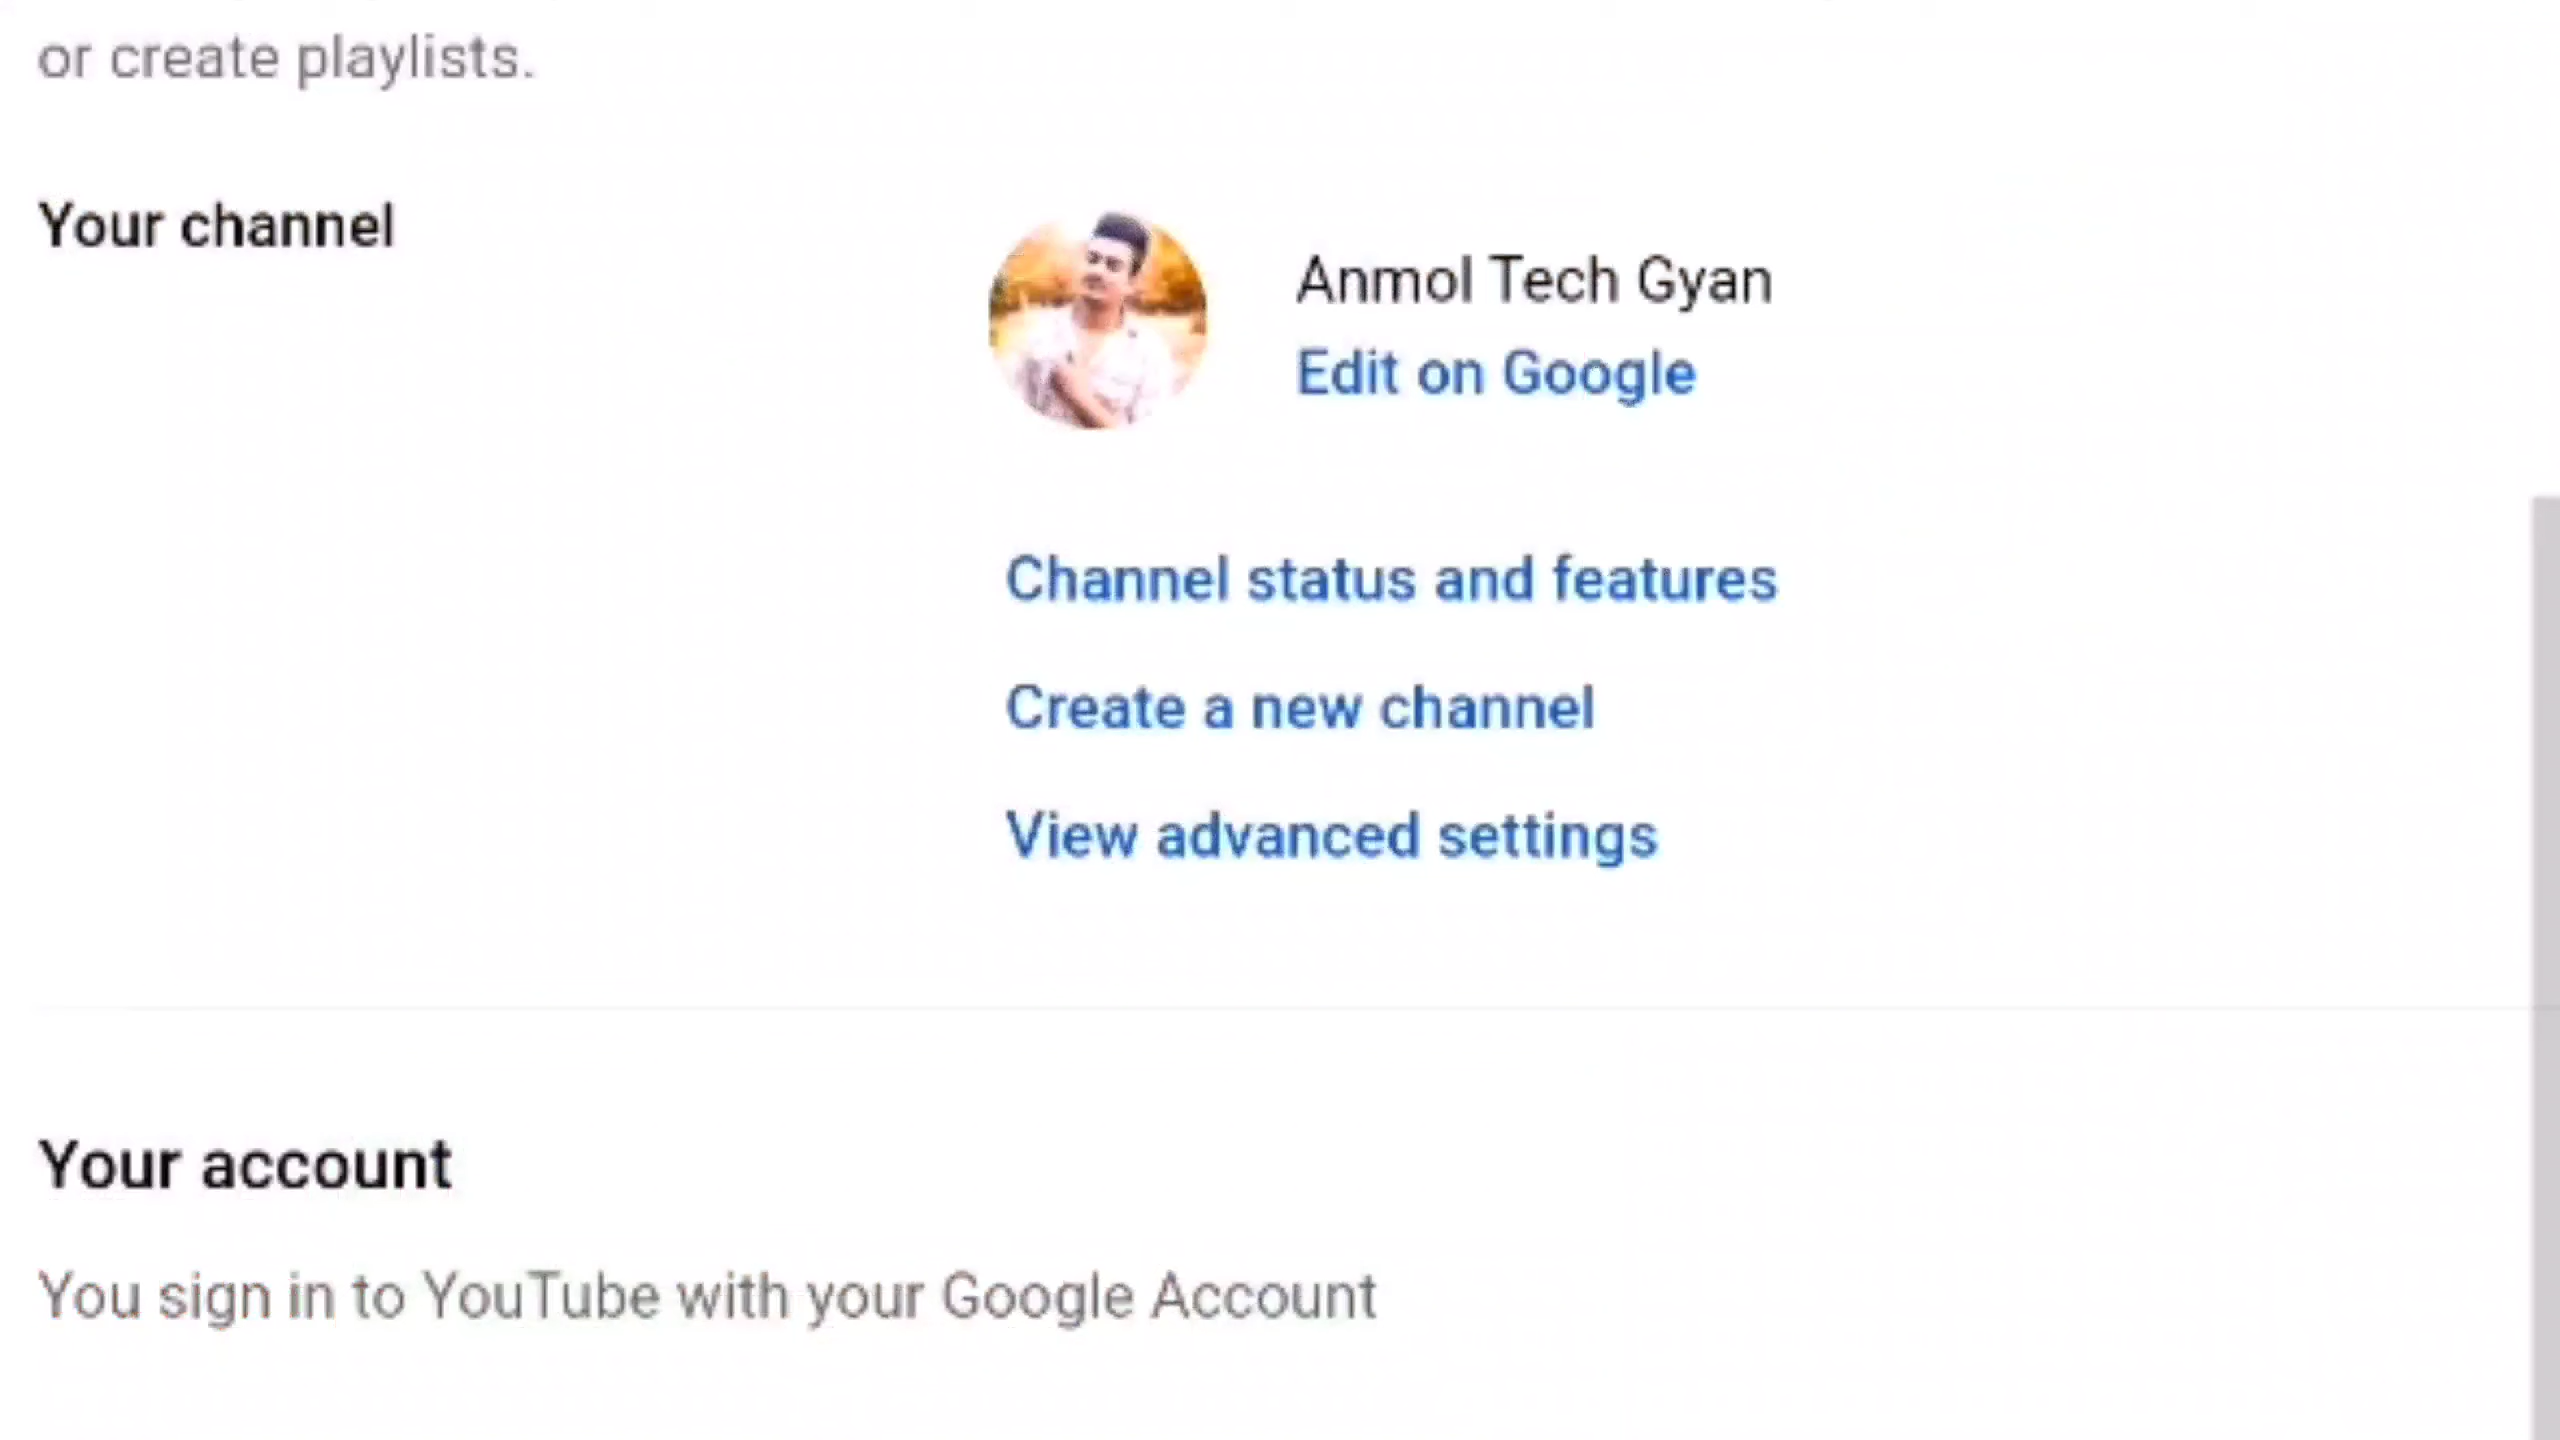 or create playlists.
Your channel
Anmol Tech Gyan
Edit on Google
Channel status and features
Create a new channel
View advanced settings
Your account
You sign in to YouTube with your Google Account